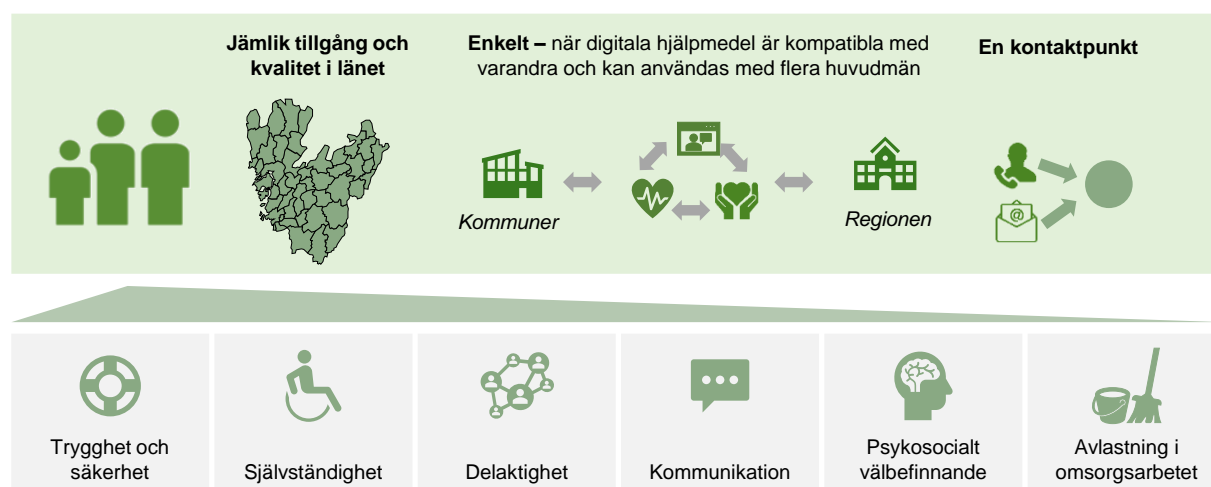 Jämlik tillgång och
kvalitet i länet
Enkelt – när digitala hjälpmedel är kompatibla med
varandra och kan användas med flera huvudmän
En kontaktpunkt
Kommuner
Regionen
@
Trygghet och
säkerhet
Självständighet
Delaktighet
Kommunikation
Psykosocialt
välbefinnande
Avlastning i
omsorgsarbetet